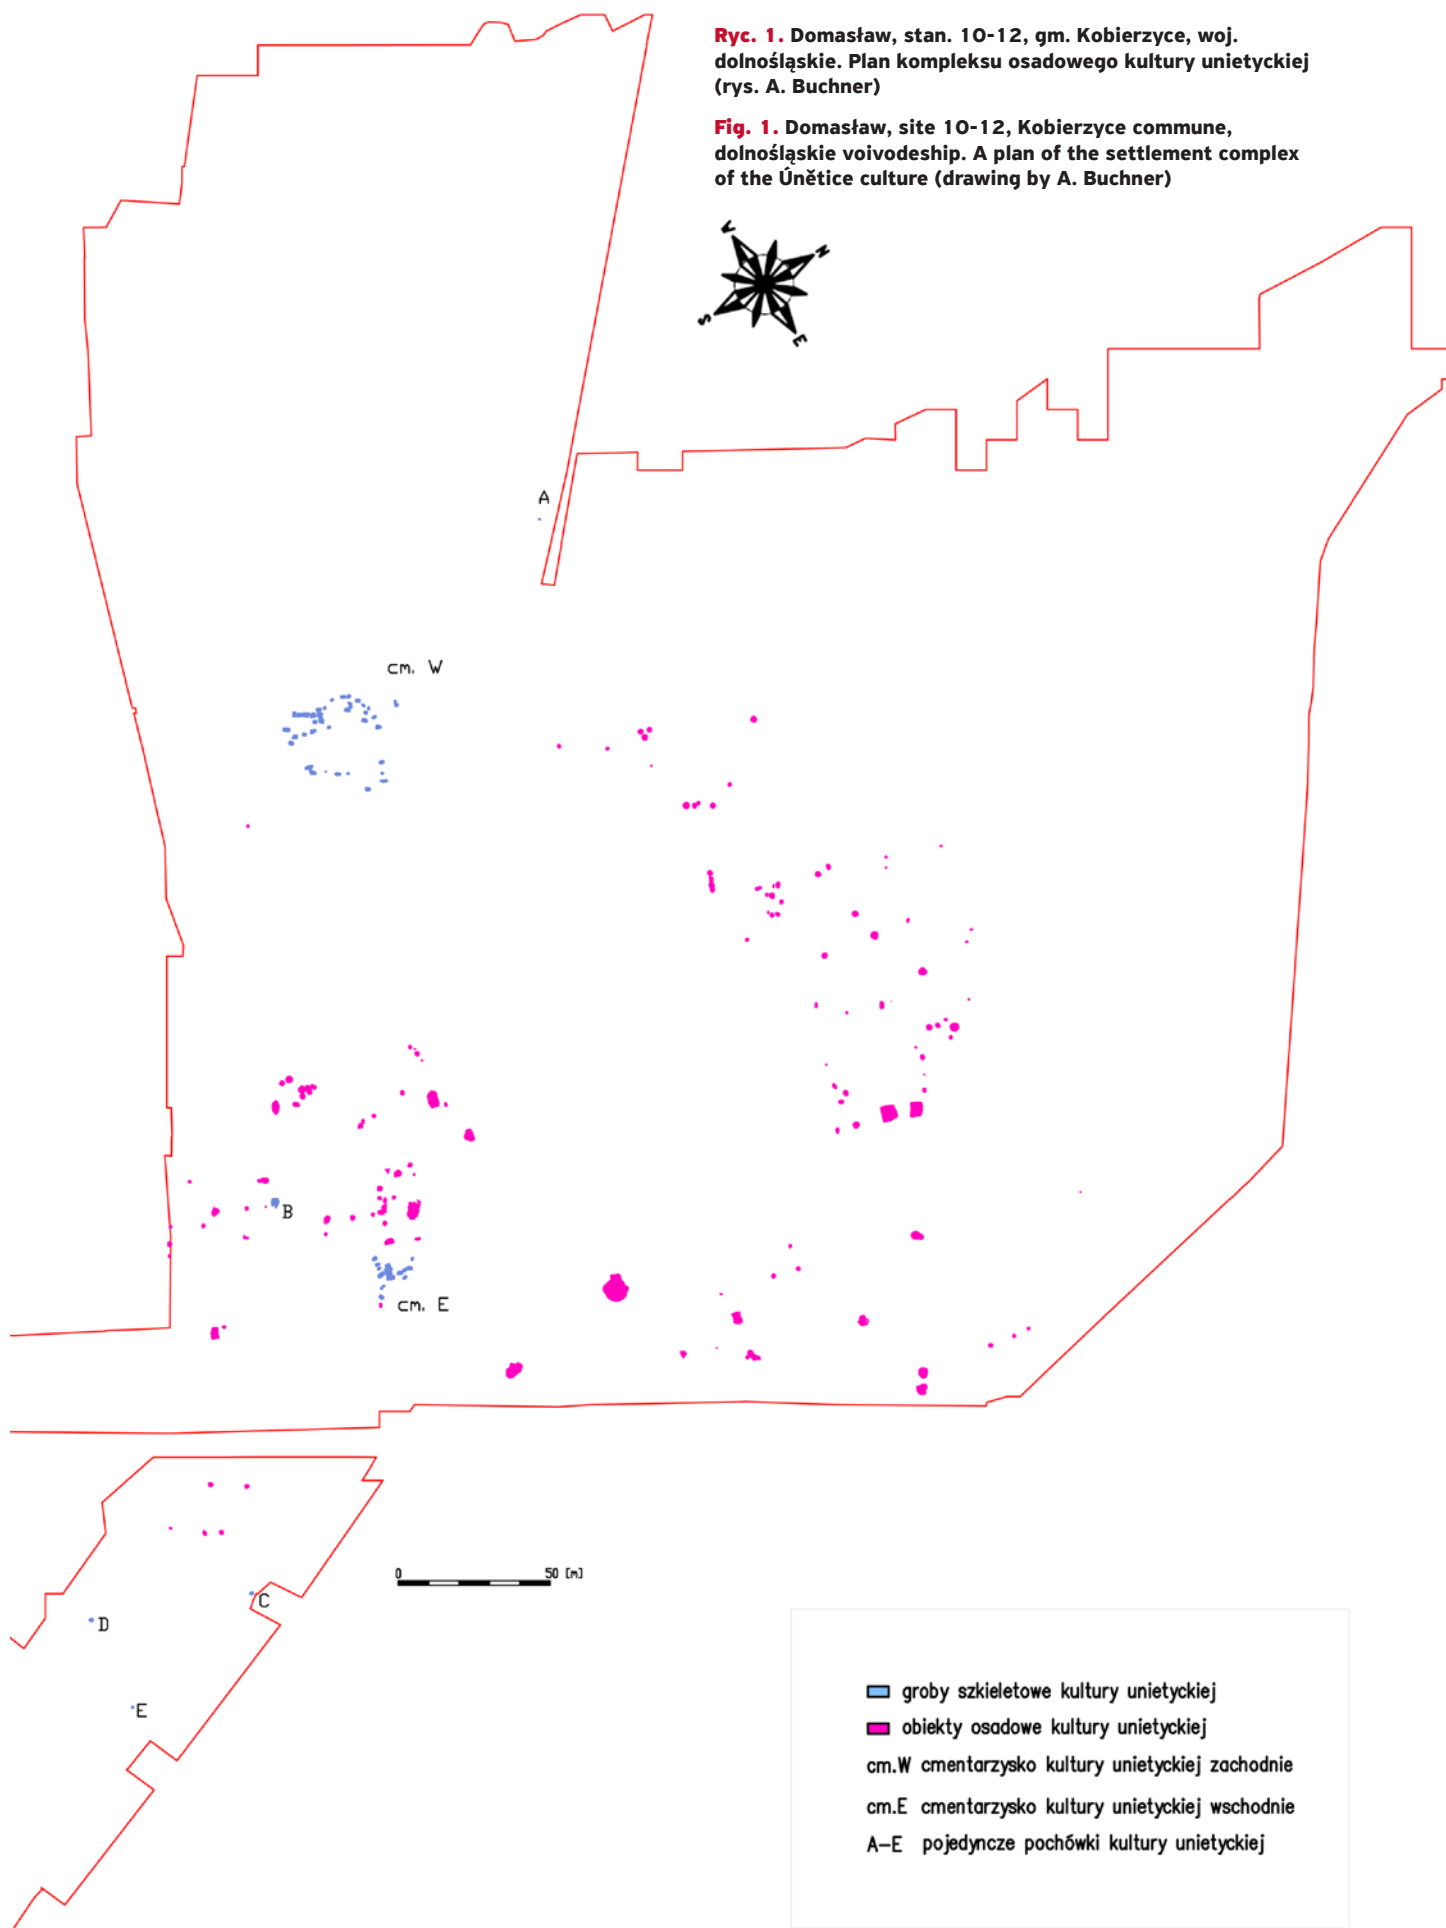 Ryc. 1. Domasław, stan. 10-12, gm. Kobierzyce, woj.
dolnośląskie. Plan kompleksu osadowego kultury unietyckiej
(rys. A. Buchner)
Fig. 1. Domasław, site 10-12, Kobierzyce commune,
dolnośląskie voivodeship. A plan of the settlement complex
of the Únětice culture (drawing by A. Buchner)
W
N
S
E
A
cm. W
B
cm. E
0 50 [m]
C
D
E
groby szkieletowe kultury unietyckiej
obiekty osadowe kultury unietyckiej
cm.W cmentarzysko kultury unietyckiej zachodnie
cm.E cmentarzysko kultury unietyckiej wschodnie
A-E pojedyncze pochówki kultury unietyckiej